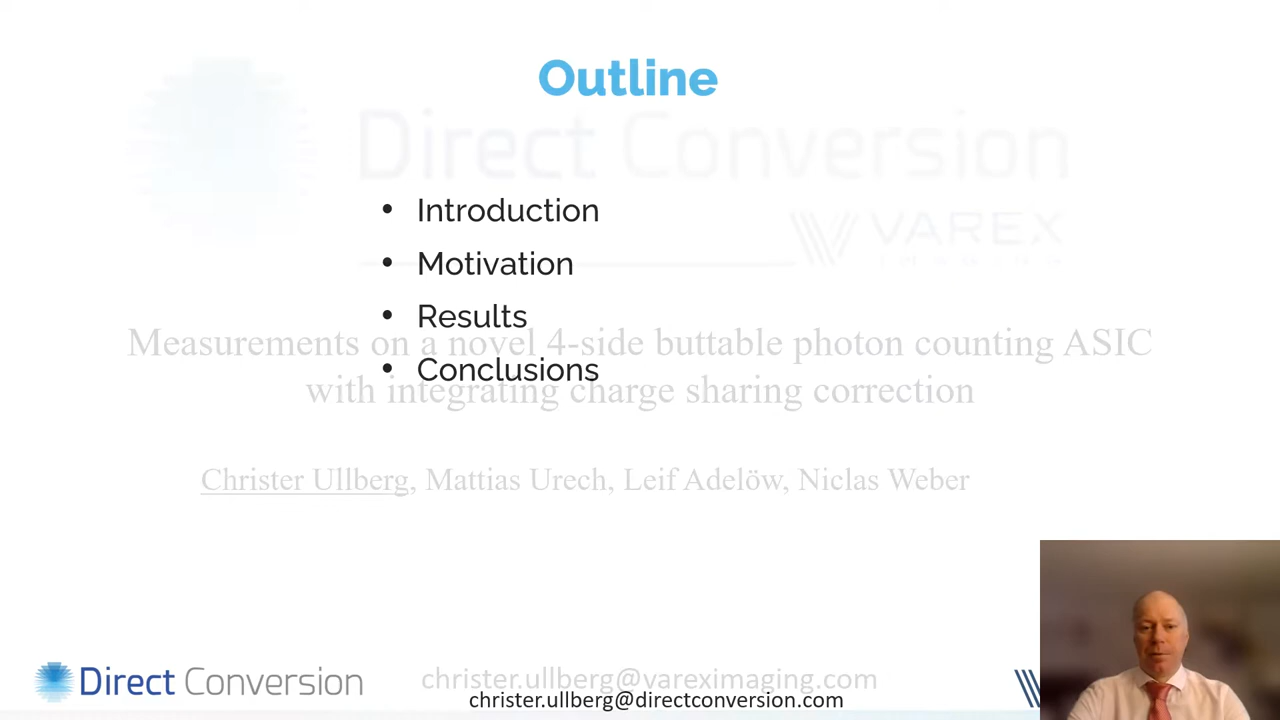 Outline
Direct Conversion
• Introduction
VAREX
IMAGING
• Motivation
• Results
Measurements on a novel 4-side buttable photon counting ASIC
• Conclusions
with integrating charge sharing correction
Christer Ullberg, Mattias Urech, Leif Adelöw, Niclas Weber
Direct Conversion
christer.ullberg@vareximaging.com
christer.ullberg@directconversion.com